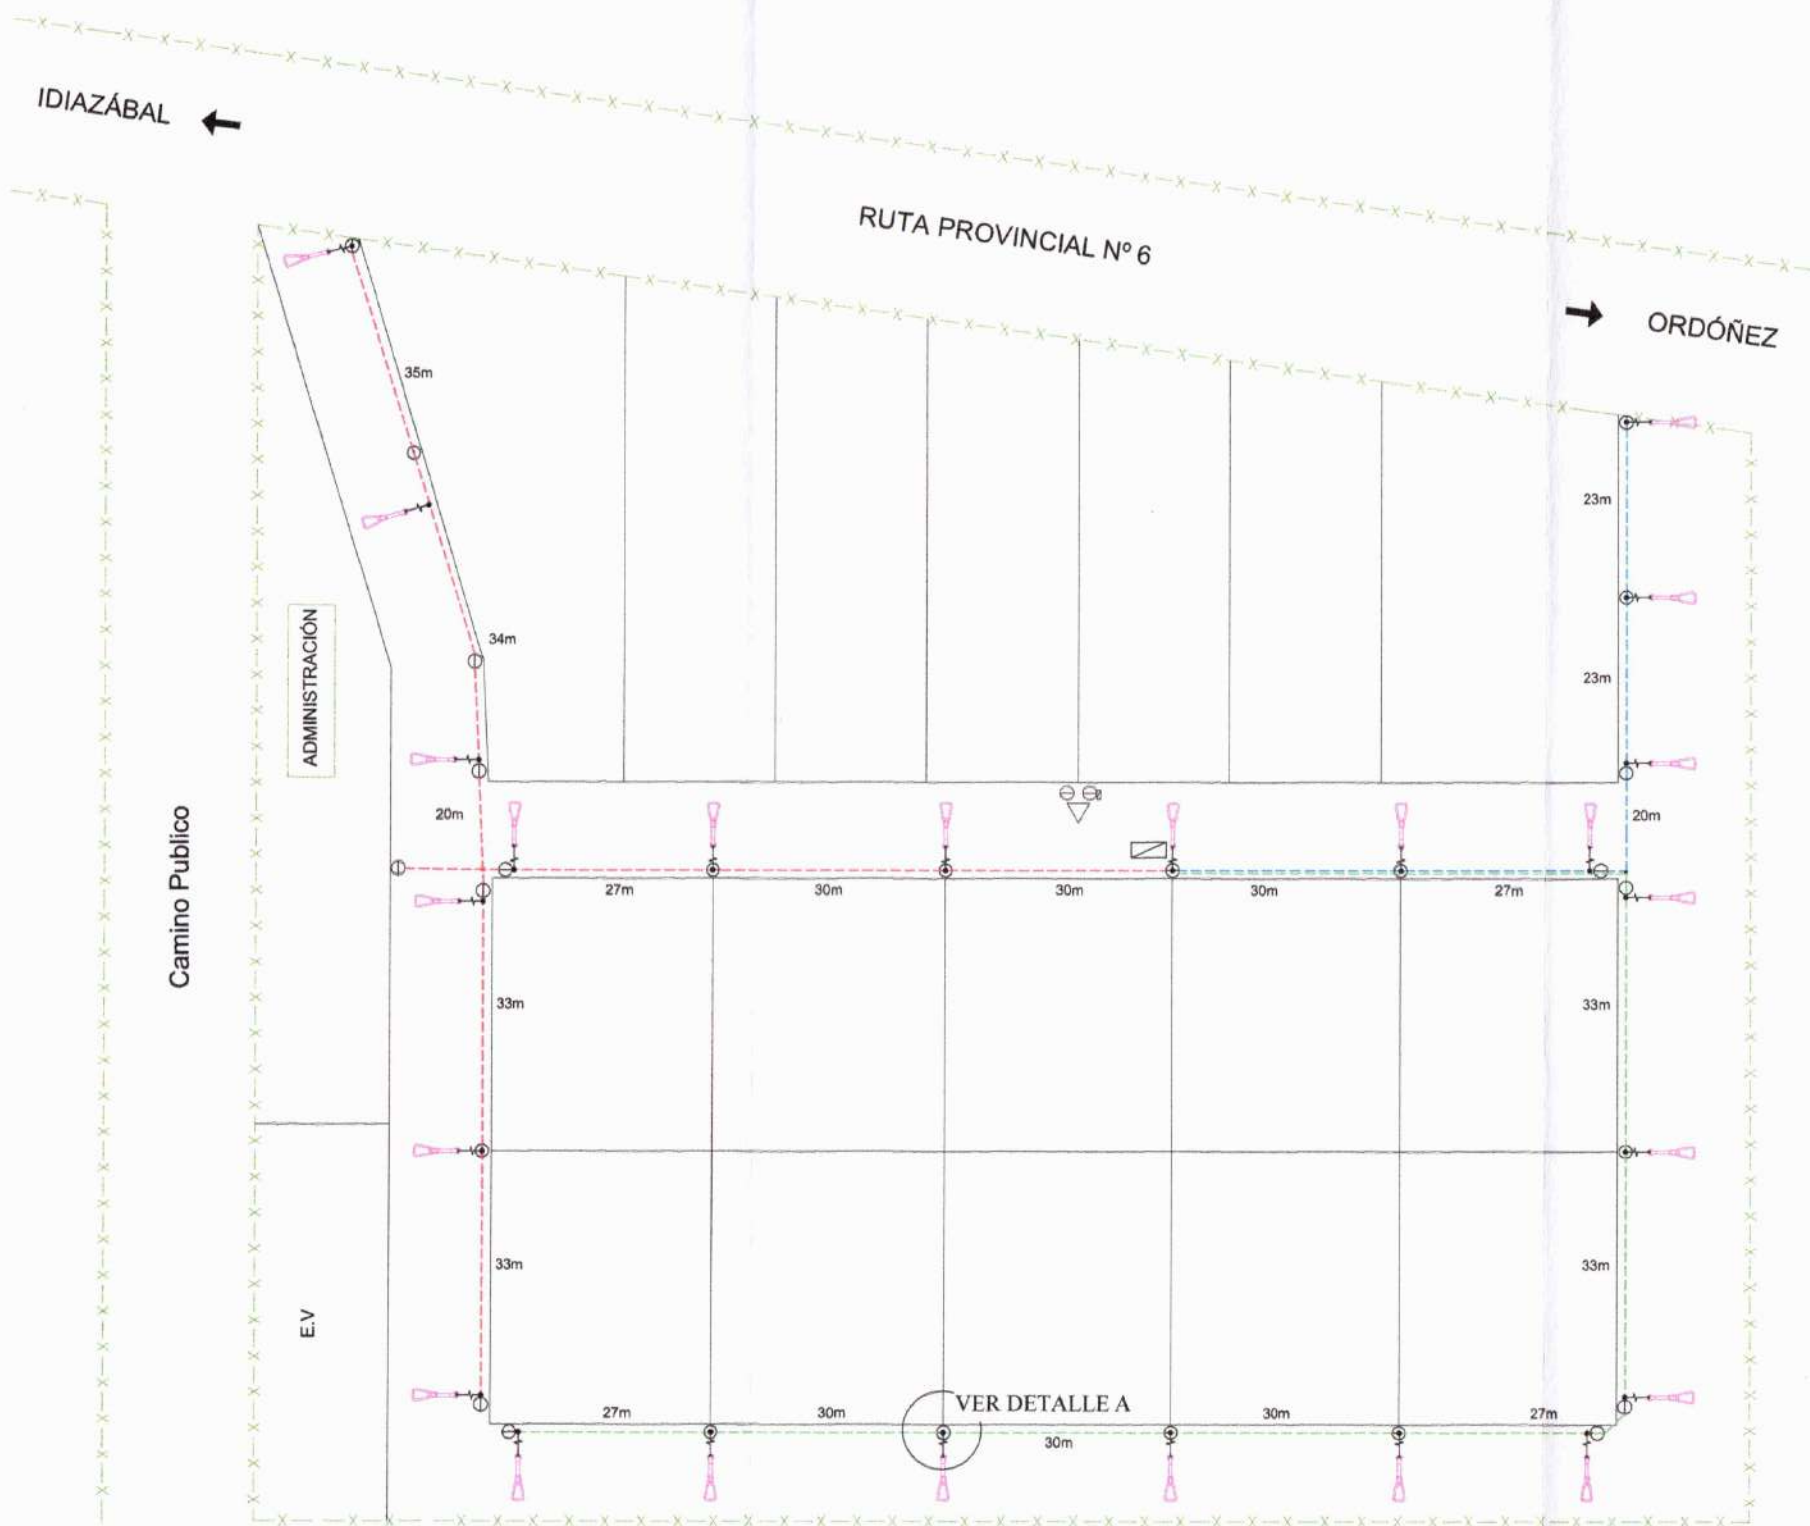 IDIAZÁBAL
RUTA PROVINCIAL Nº 6
ORDÓÑEZ
35m
23m
34m
23m
ADMINISTRACIÓN
20m
20m
Camino Publico
27m
30m
30m
30m
27m
33m
33m
33m
33m
E.V
VER DETALLE A
27m
30m
30m
30m
27m